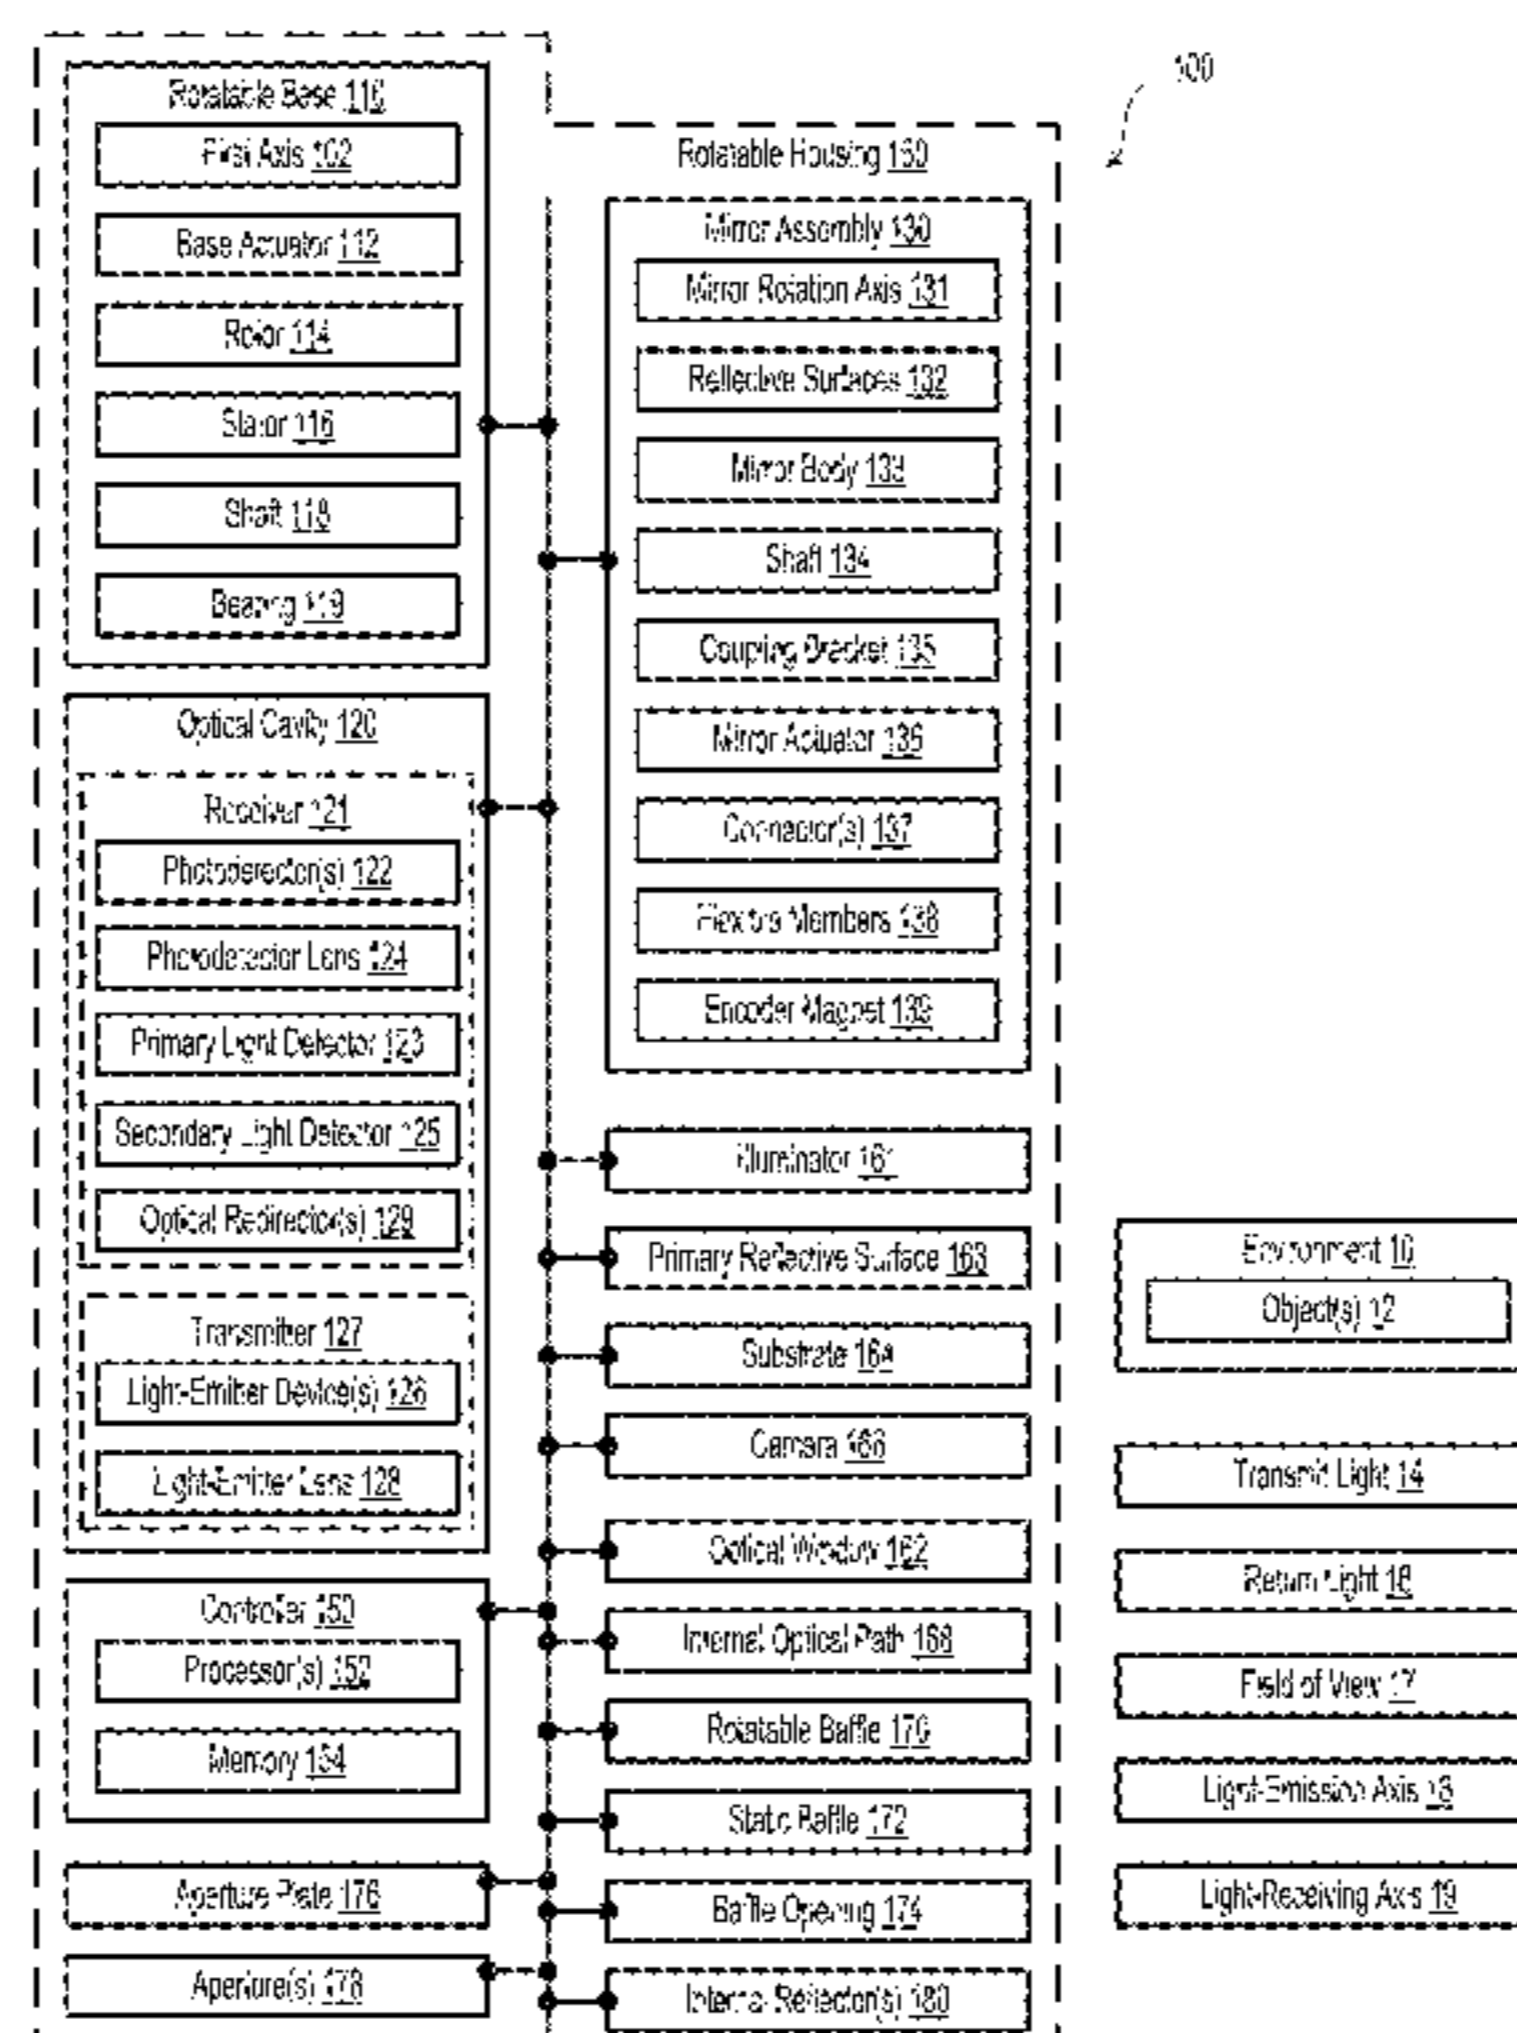 100
Rotatable Base 110
First Axis 102
Base Actuator 112
Rotor 114
Stator 116
Shaft 118
Bearing 119
Optical Cavity 120
Receiver 121
Photodetector(s) 122
Photodetector Lens 124
Primary Light Detector 123
Secondary Light Detector 125
Optical Redirector(s) 129
Transmitter 127
Light-Emitter Device(s) 126
Light-Emitter Lens 128
Controller 150
Processor(s) 152
Memory 154
Aperture Plate 176
Aperture(s) 178
Rotatable Housing 160
Mirror Assembly 130
Mirror Rotation Axis 131
Reflective Surfaces 132
Mirror Body 133
Shaft 134
Coupling Bracket 135
Mirror Actuator 136
Connector(s) 137
Flexible Members 138
Encoder Magnet 139
Illuminator 161
Primary Reflective Surface 163
Substrate 164
Camera 166
Optical Window 162
Internal Optical Path 168
Rotatable Baffle 170
Static Baffle 172
Baffle Opening 174
Internal Reflector(s) 180
Environment 10
Object(s) 12
Transmit Light 14
Return Light 16
Field of View 17
Light-Emission Axis 18
Light-Receiving Axis 19